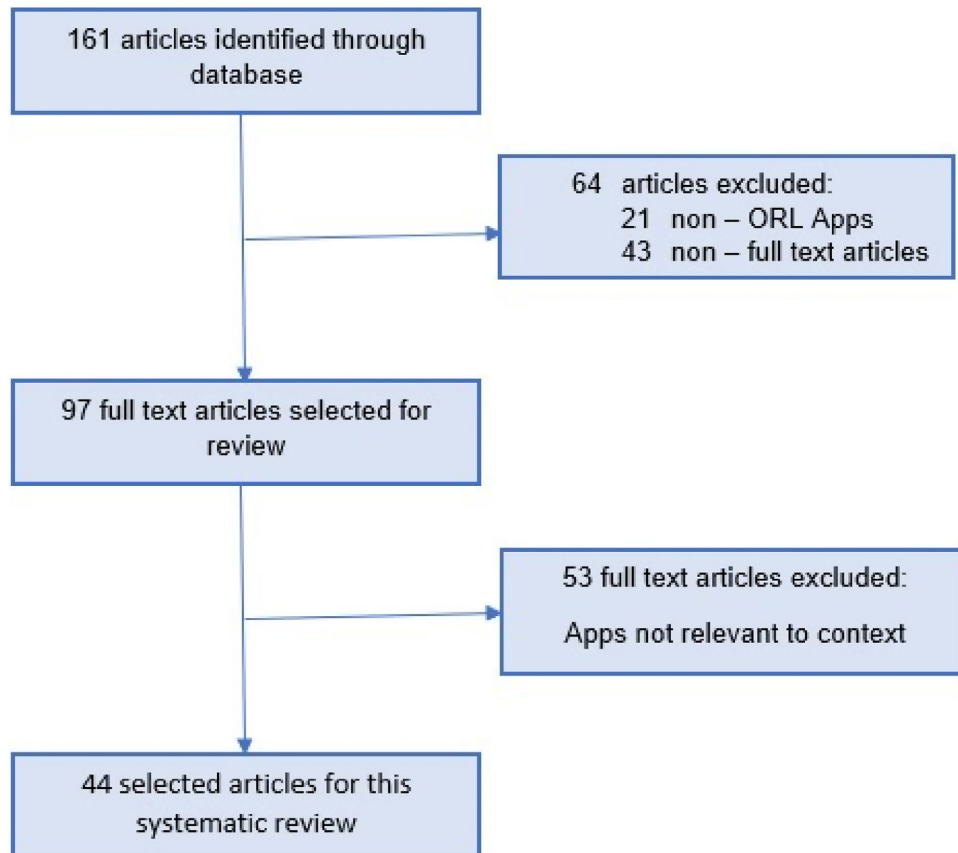 161 articles identified through
database
64 articles excluded:
21 non – ORL Apps
43 non – full text articles
97 full text articles selected for
review
53 full text articles excluded:
Apps not relevant to context
44 selected articles for this
systematic review